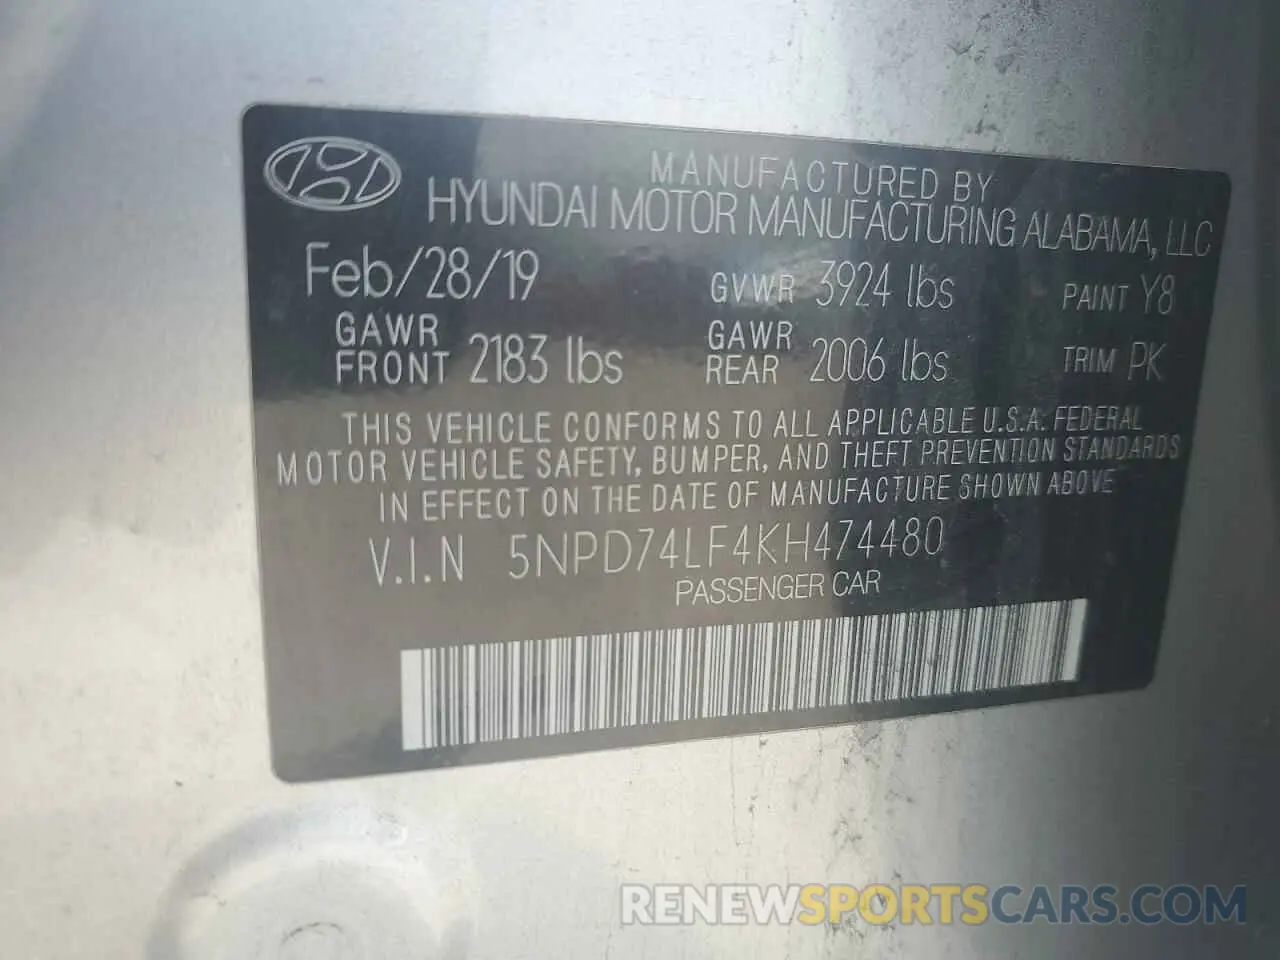 MANUFACTURED BY
HYUNDAI MOTOR MANUFACTURING ALABAMA, LLC
Feb/28/19 GVWR 3924 lbs PAINT Y8
GAWR FRONT 2183 lbs GAWR REAR 2006 lbs TRIM PK
THIS VEHICLE CONFORMS TO ALL APPLICABLE U.S.A. FEDERAL
MOTOR VEHICLE SAFETY, BUMPER, AND THEFT PREVENTION STANDARDS
IN EFFECT ON THE DATE OF MANUFACTURE SHOWN ABOVE
V.I.N 5NPD74LF4KH474480
PASSENGER CAR
RENEWSPORTSCARS.COM